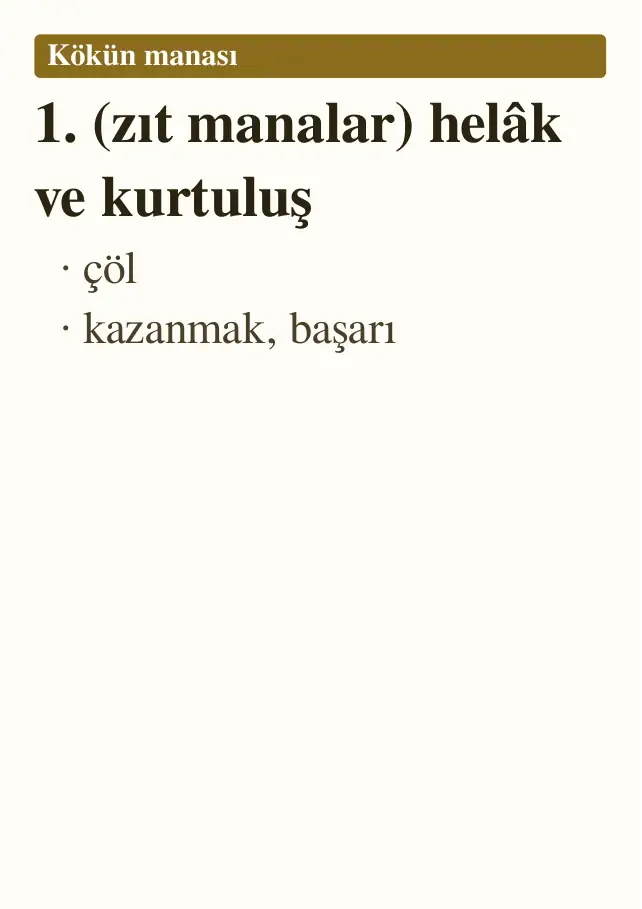 Kökün manası
1. (zıt manalar) helâk
ve kurtuluş
· çöl
· kazanmak, başarı